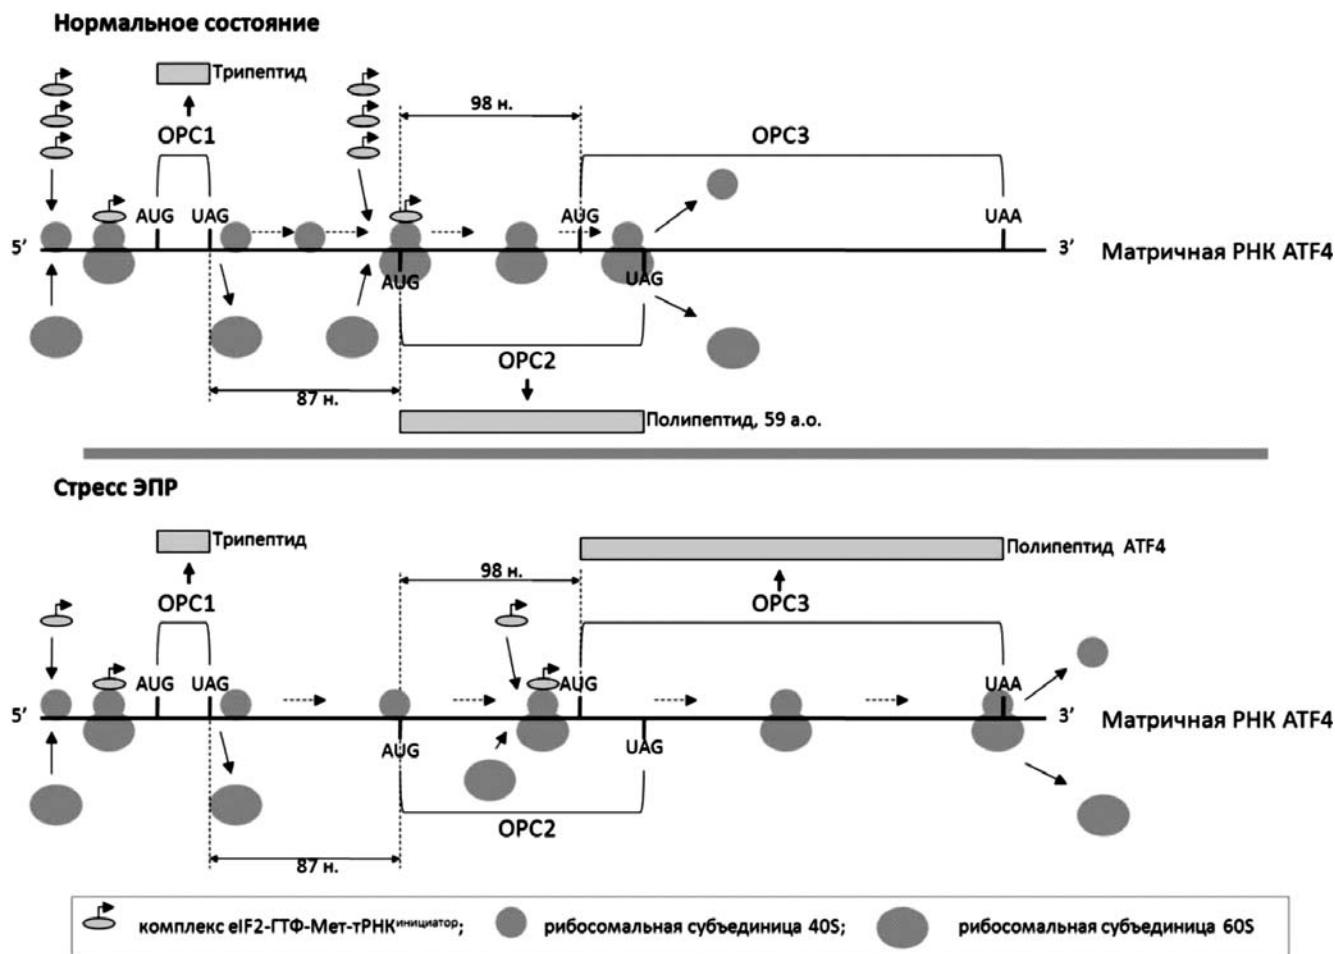 Нормальное состояние
Трипептид
98 н.
ОРС1
ОРС3
AUG UAG AUG UAA
5’ 3’ Матричная РНК ATF4
AUG UAG
ОРС2
87 н.
Полипептид, 59 а.о.
Стресс ЭПР
Трипептид
Полипептид ATF4
98 н.
ОРС1
ОРС3
AUG UAG AUG UAA
5’ 3’ Матричная РНК ATF4
AUG UAG
ОРС2
87 н.
комплекс eIF2-ГТФ-Мет-тРНКинициатор; рибосомальная субъединица 40S; рибосомальная субъединица 60S